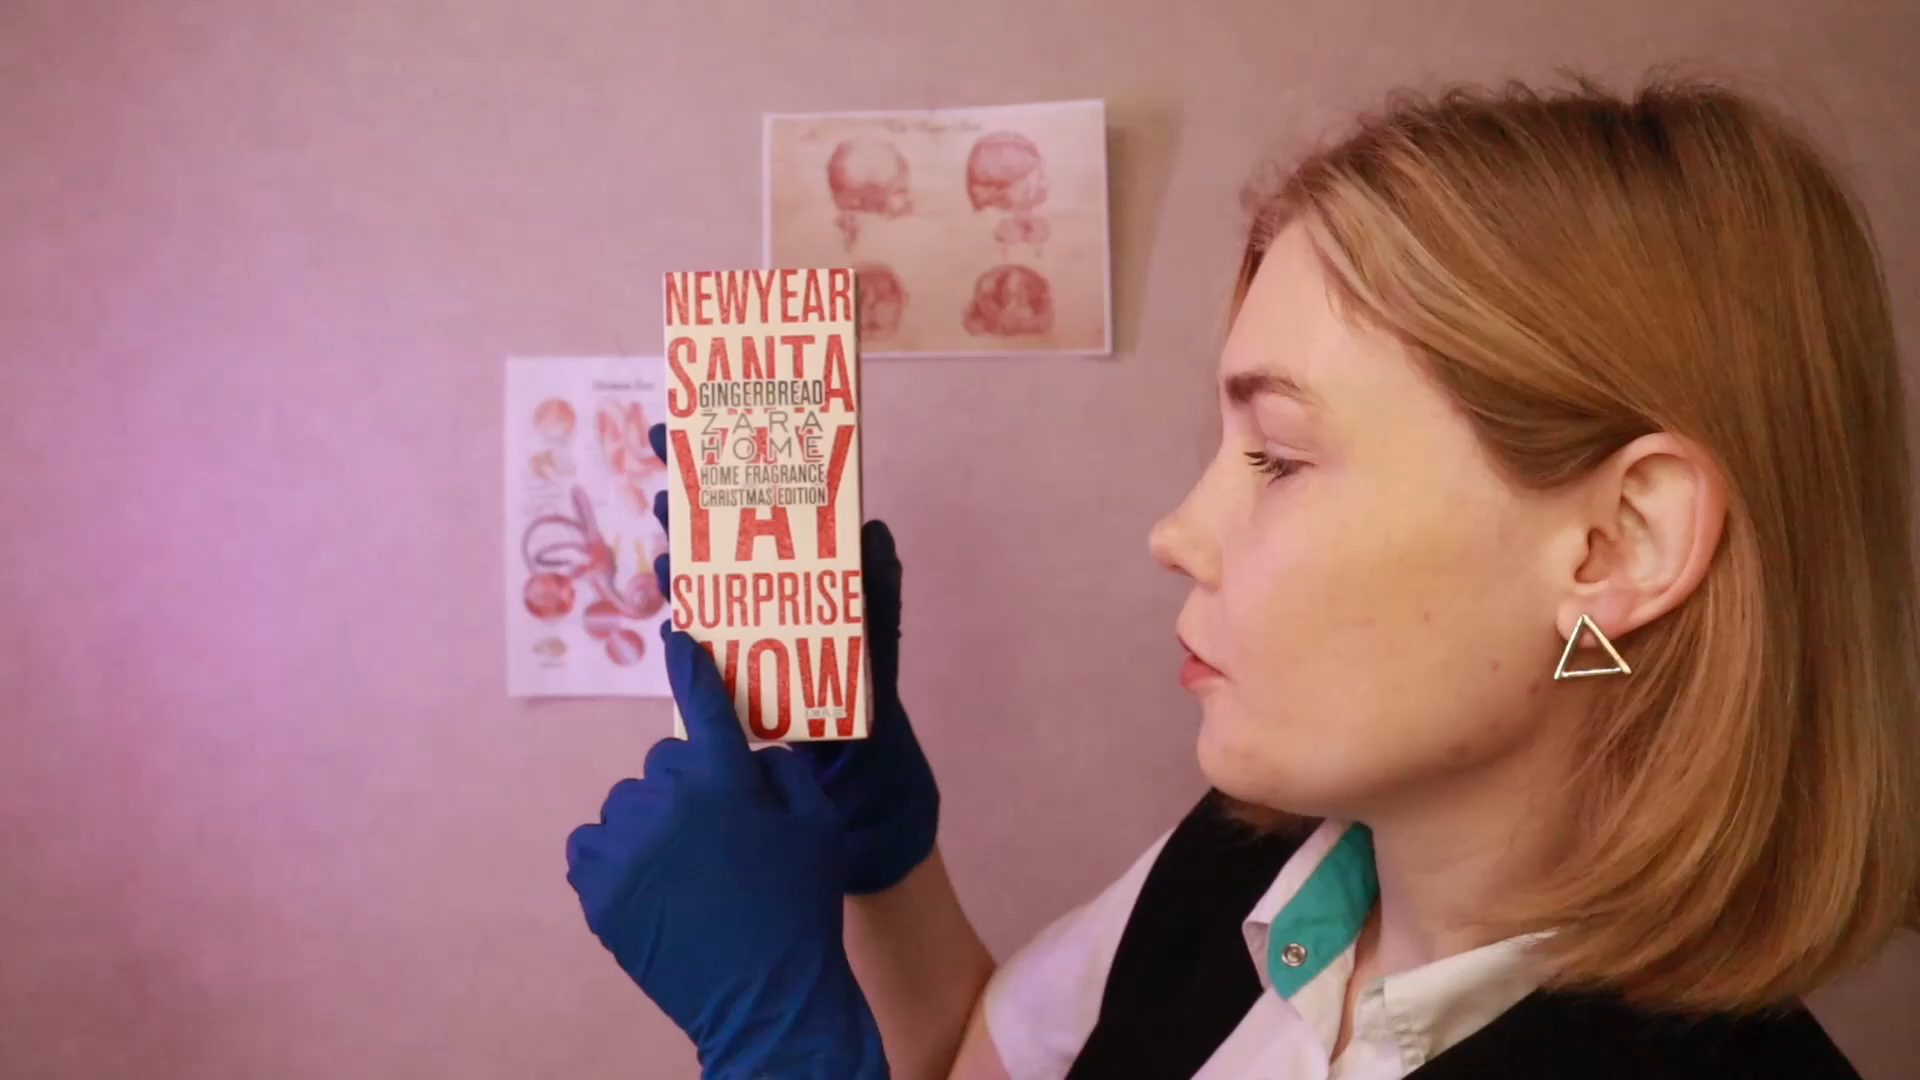 NEWYEAR
SANTA
GINGERBREAD
ZARA
HOME
HOME FRAGRANCE
CHRISTMAS EDITION
YAY
SURPRISE
WOW